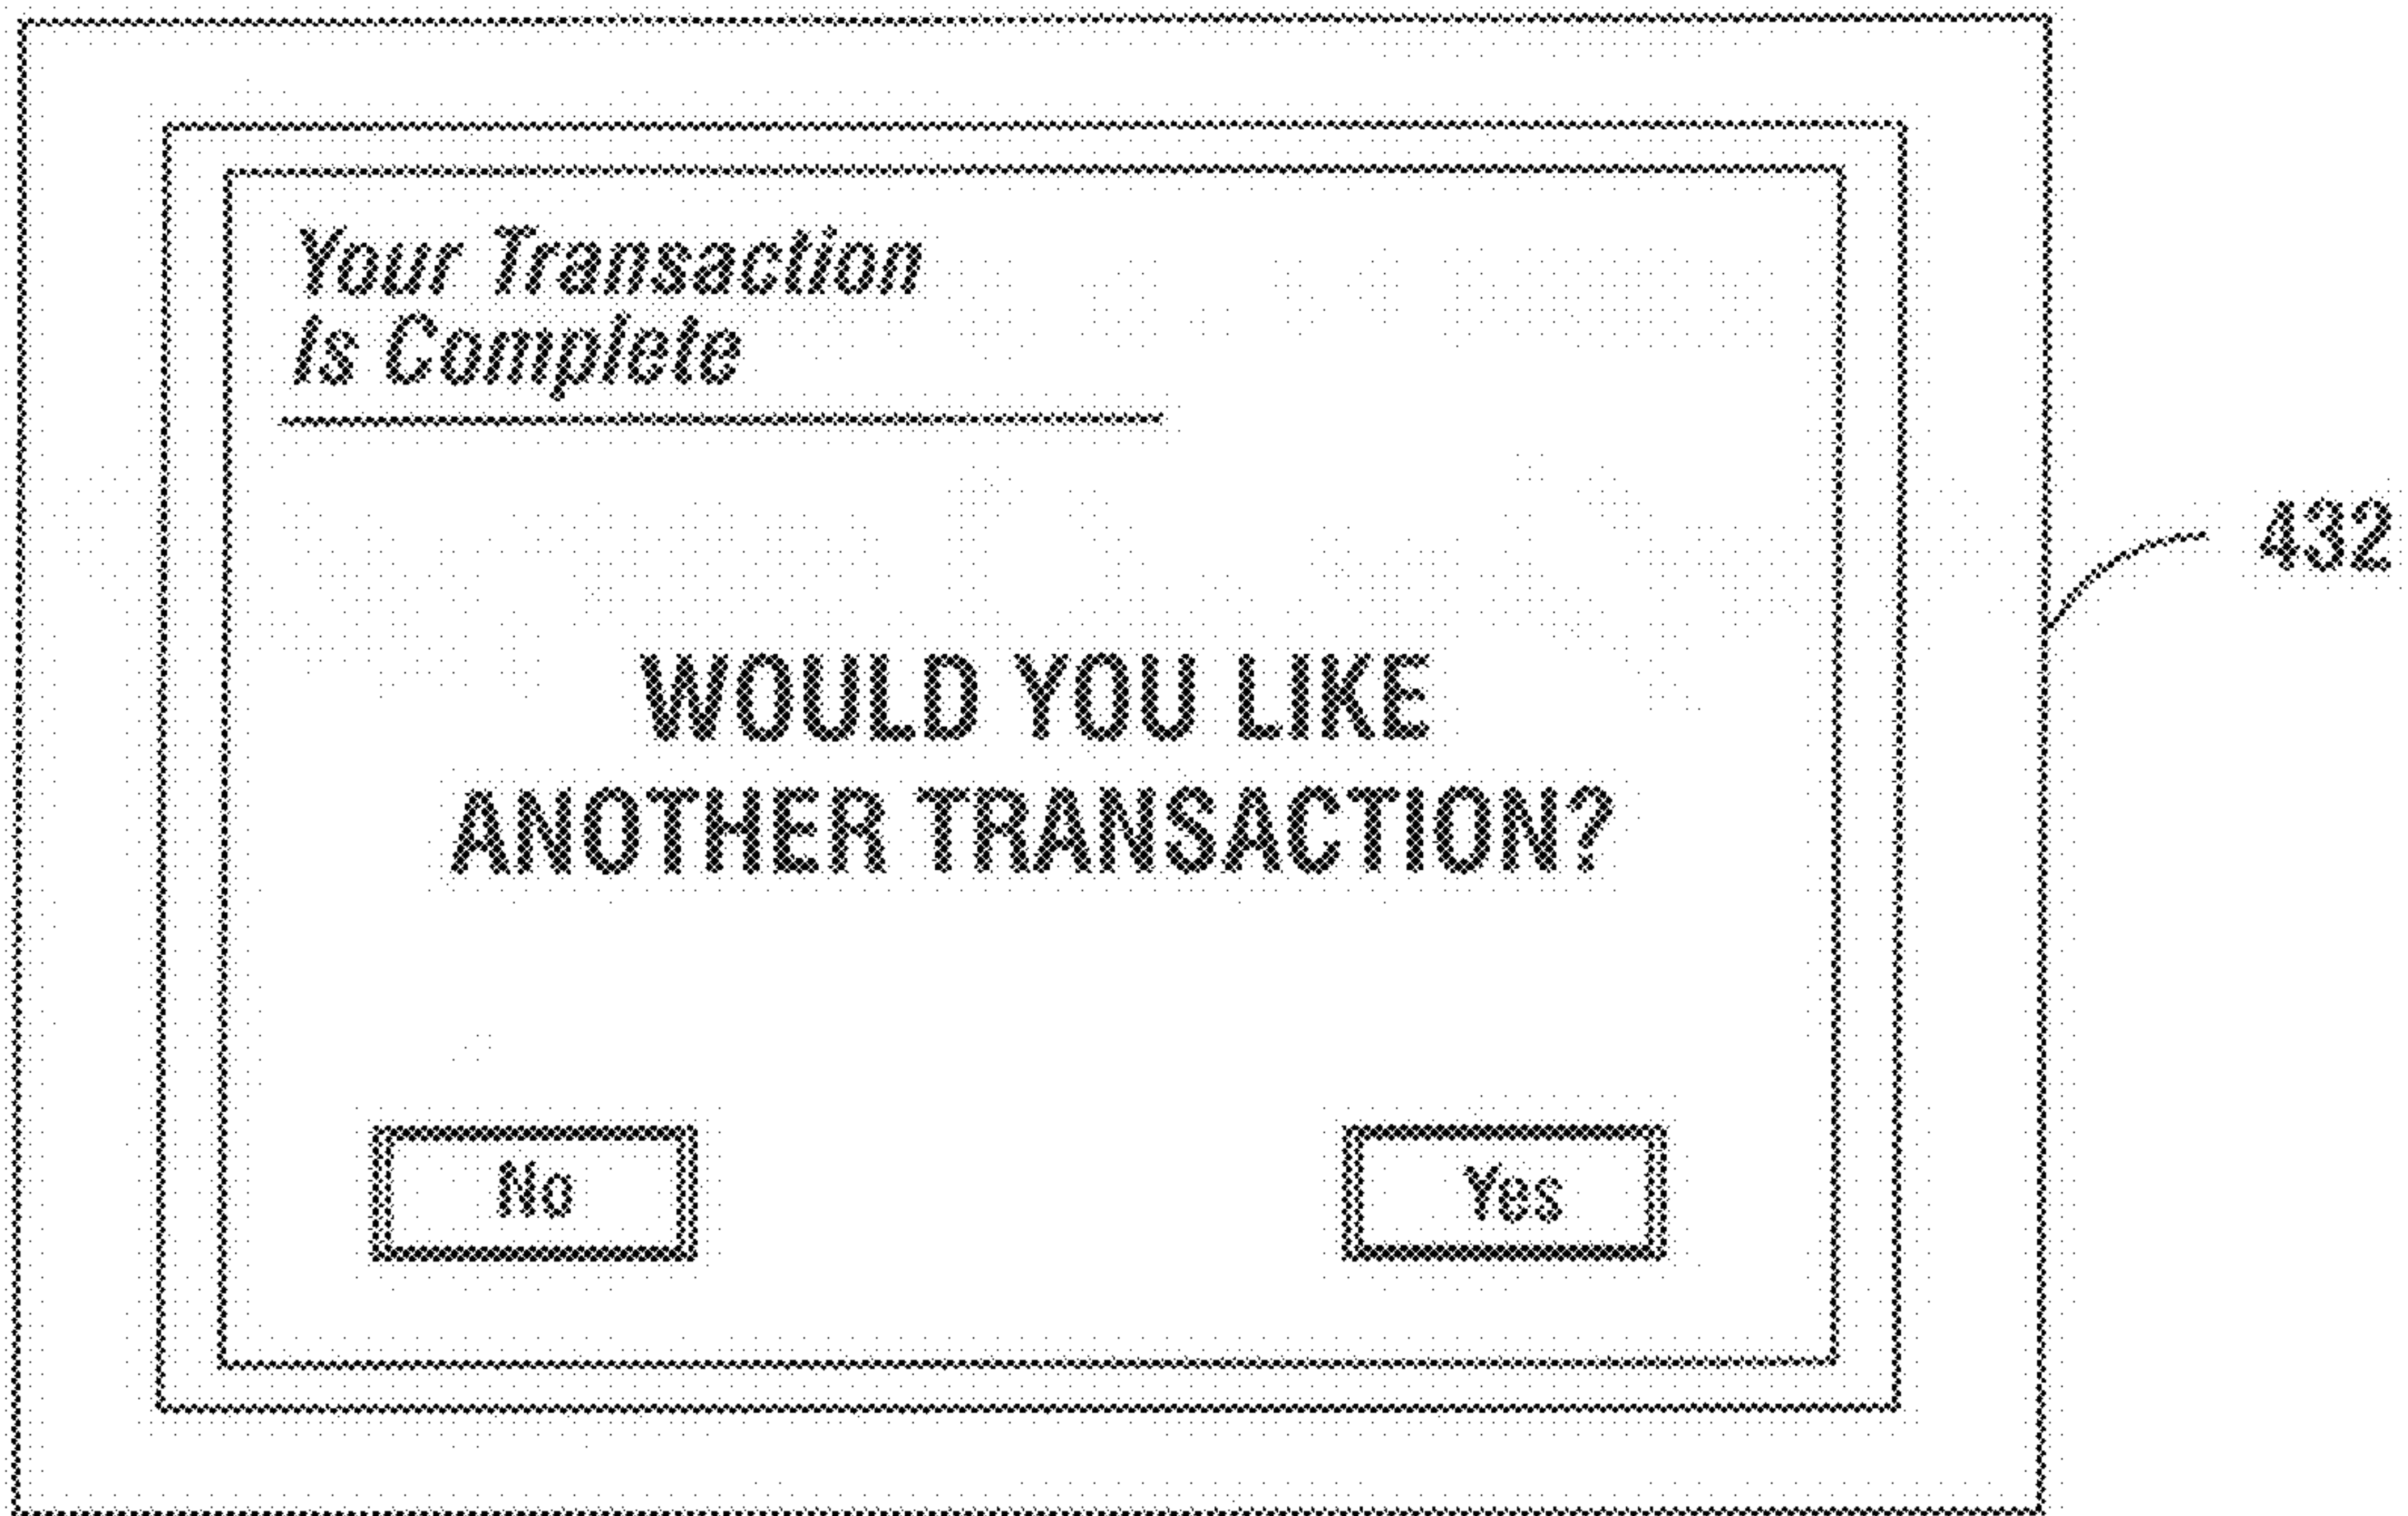 Your Transaction
Is Complete
432
WOULD YOU LIKE
ANOTHER TRANSACTION?
No
Yes